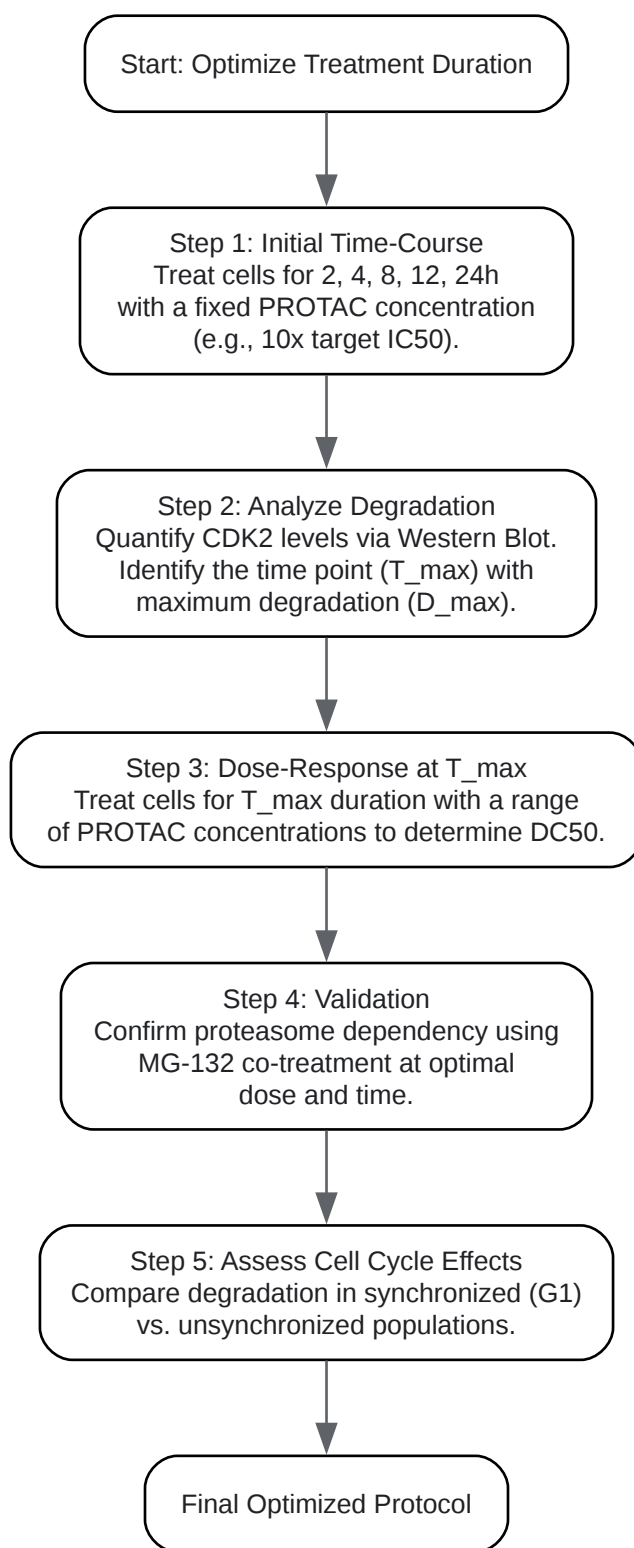 Start: Optimize Treatment Duration
Step 1: Initial Time-Course
Treat cells for 2, 4, 8, 12, 24h
with a fixed PROTAC concentration
(e.g., 10x target IC50).
Step 2: Analyze Degradation
Quantify CDK2 levels via Western Blot.
Identify the time point (T_max) with
maximum degradation (D_max).
Step 3: Dose-Response at T_max
Treat cells for T_max duration with a range
of PROTAC concentrations to determine DC50.
Step 4: Validation
Confirm proteasome dependency using
MG-132 co-treatment at optimal
dose and time.
Step 5: Assess Cell Cycle Effects
Compare degradation in synchronized (G1)
vs. unsynchronized populations.
Final Optimized Protocol